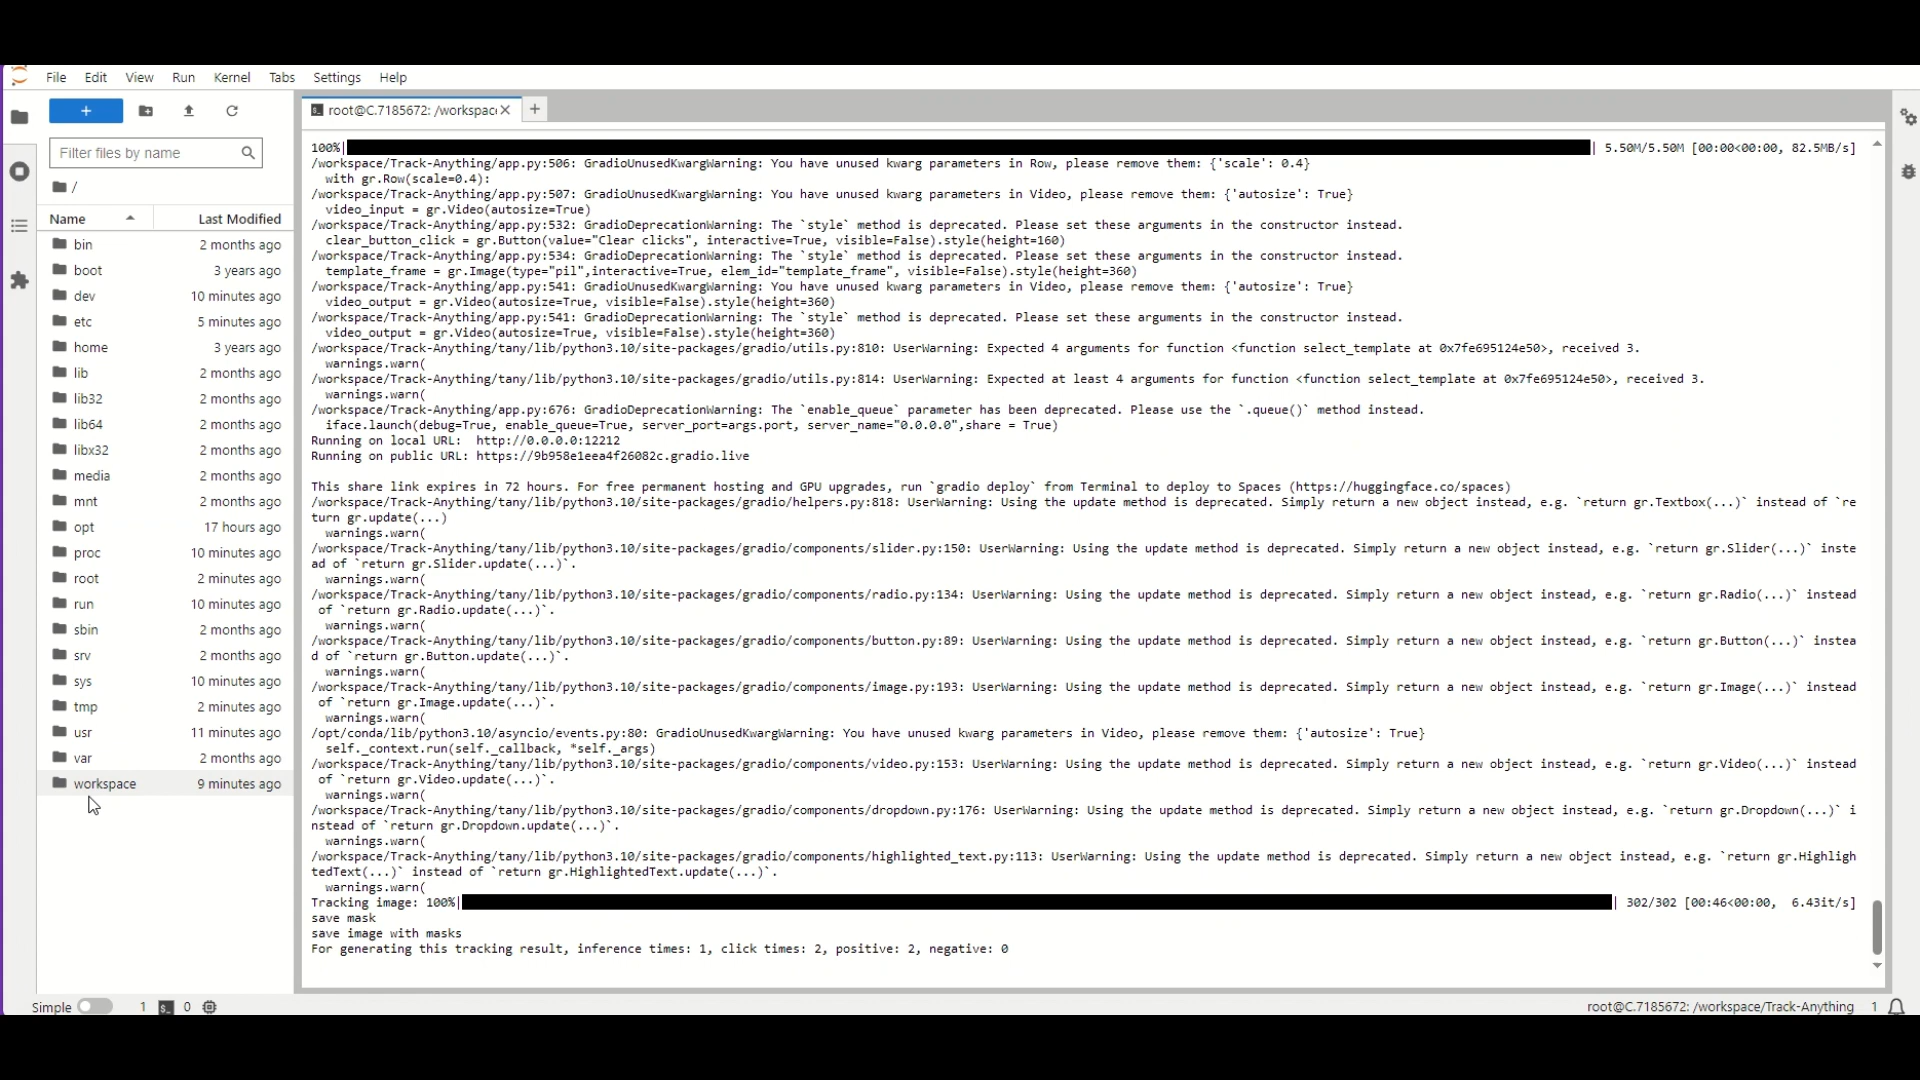 File Edit View Run Kernel Tabs Settings Help
+
Filter files by name
/
Name Last Modified
bin 2 months ago
boot 3 years ago
dev 10 minutes ago
etc 5 minutes ago
home 3 years ago
lib 2 months ago
lib32 2 months ago
lib64 2 months ago
libx32 2 months ago
media 2 months ago
mnt 2 months ago
opt 17 hours ago
proc 10 minutes ago
root 2 minutes ago
run 10 minutes ago
sbin 2 months ago
srv 2 months ago
sys 10 minutes ago
tmp 2 minutes ago
usr 11 minutes ago
var 2 months ago
workspace 9 minutes ago
root@C.7185672: /workspac × +
100%| | 5.50M/5.50M [00:00<00:00, 82.5MB/s]
/workspace/Track-Anything/app.py:506: GradioUnusedKwargWarning: You have unused kwarg parameters in Row, please remove them: {'scale': 0.4}
with gr.Row(scale=0.4):
/workspace/Track-Anything/app.py:507: GradioUnusedKwargWarning: You have unused kwarg parameters in Video, please remove them: {'autosize': True}
video_input = gr.Video(autosize=True)
/workspace/Track-Anything/app.py:532: GradioDeprecationWarning: The `style` method is deprecated. Please set these arguments in the constructor instead.
clear_button_click = gr.Button(value="Clear clicks", interactive=True, visible=False).style(height=160)
/workspace/Track-Anything/app.py:534: GradioDeprecationWarning: The `style` method is deprecated. Please set these arguments in the constructor instead.
template_frame = gr.Image(type="pil",interactive=True, elem_id="template_frame", visible=False).style(height=360)
/workspace/Track-Anything/app.py:541: GradioUnusedKwargWarning: You have unused kwarg parameters in Video, please remove them: {'autosize': True}
video_output = gr.Video(autosize=True, visible=False).style(height=360)
/workspace/Track-Anything/app.py:541: GradioDeprecationWarning: The `style` method is deprecated. Please set these arguments in the constructor instead.
video_output = gr.Video(autosize=True, visible=False).style(height=360)
/workspace/Track-Anything/tany/lib/python3.10/site-packages/gradio/utils.py:810: UserWarning: Expected 4 arguments for function <function select_template at 0x7fe695124e50>, received 3.
warnings.warn(
/workspace/Track-Anything/tany/lib/python3.10/site-packages/gradio/utils.py:814: UserWarning: Expected at least 4 arguments for function <function select_template at 0x7fe695124e50>, received 3.
warnings.warn(
/workspace/Track-Anything/app.py:676: GradioDeprecationWarning: The `enable_queue` parameter has been deprecated. Please use the `.queue()` method instead.
iface.launch(debug=True, enable_queue=True, server_port=args.port, server_name="0.0.0.0",share = True)
Running on local URL: http://0.0.0.0:12212
Running on public URL: https://9b958e1eea4f26082c.gradio.live
This share link expires in 72 hours. For free permanent hosting and GPU upgrades, run `gradio deploy` from Terminal to deploy to Spaces (https://huggingface.co/spaces)
/workspace/Track-Anything/tany/lib/python3.10/site-packages/gradio/helpers.py:818: UserWarning: Using the update method is deprecated. Simply return a new object instead, e.g. `return gr.Textbox(...)` instead of `re
turn gr.update(...)
warnings.warn(
/workspace/Track-Anything/tany/lib/python3.10/site-packages/gradio/components/slider.py:150: UserWarning: Using the update method is deprecated. Simply return a new object instead, e.g. `return gr.Slider(...)` inste
ad of `return gr.Slider.update(...)`.
warnings.warn(
/workspace/Track-Anything/tany/lib/python3.10/site-packages/gradio/components/radio.py:134: UserWarning: Using the update method is deprecated. Simply return a new object instead, e.g. `return gr.Radio(...)` instead
of `return gr.Radio.update(...)`.
warnings.warn(
/workspace/Track-Anything/tany/lib/python3.10/site-packages/gradio/components/button.py:89: UserWarning: Using the update method is deprecated. Simply return a new object instead, e.g. `return gr.Button(...)` instea
d of `return gr.Button.update(...)`.
warnings.warn(
/workspace/Track-Anything/tany/lib/python3.10/site-packages/gradio/components/image.py:193: UserWarning: Using the update method is deprecated. Simply return a new object instead, e.g. `return gr.Image(...)` instead
of `return gr.Image.update(...)`.
warnings.warn(
/opt/conda/lib/python3.10/asyncio/events.py:80: GradioUnusedKwargWarning: You have unused kwarg parameters in Video, please remove them: {'autosize': True}
self._context.run(self._callback, *self._args)
/workspace/Track-Anything/tany/lib/python3.10/site-packages/gradio/components/video.py:153: UserWarning: Using the update method is deprecated. Simply return a new object instead, e.g. `return gr.Video(...)` instead
of `return gr.Video.update(...)`.
warnings.warn(
/workspace/Track-Anything/tany/lib/python3.10/site-packages/gradio/components/dropdown.py:176: UserWarning: Using the update method is deprecated. Simply return a new object instead, e.g. `return gr.Dropdown(...)` i
nstead of `return gr.Dropdown.update(...)`.
warnings.warn(
/workspace/Track-Anything/tany/lib/python3.10/site-packages/gradio/components/highlighted_text.py:113: UserWarning: Using the update method is deprecated. Simply return a new object instead, e.g. `return gr.Highligh
tedText(...)` instead of `return gr.HighlightedText.update(...)`.
warnings.warn(
Tracking image: 100%| | 302/302 [00:46<00:00, 6.43it/s]
save mask
save image with masks
For generating this tracking result, inference times: 1, click times: 2, positive: 2, negative: 0
Simple 1 0 root@C.7185672: /workspace/Track-Anything 1